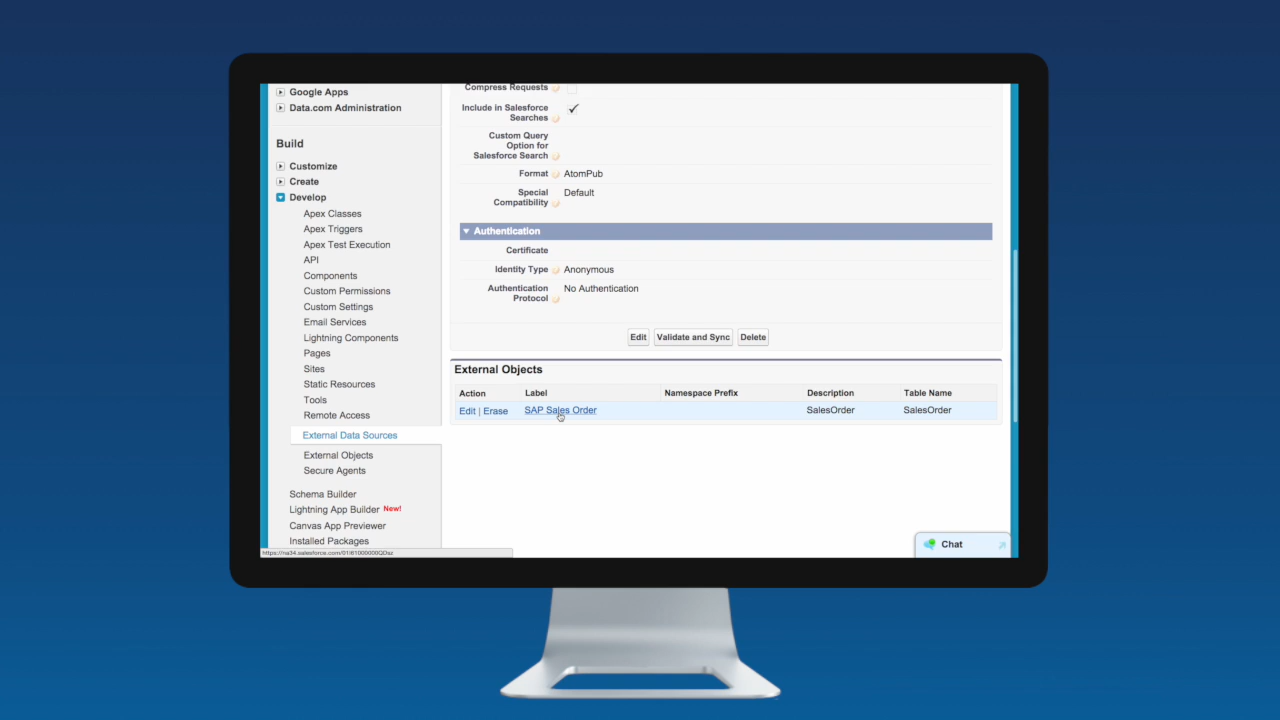 Google Apps
Data.com Administration
Build
Customize
Create
Develop
Apex Classes
Apex Triggers
Apex Test Execution
API
Components
Custom Permissions
Custom Settings
Email Services
Lightning Components
Pages
Sites
Static Resources
Tools
Remote Access
External Data Sources
External Objects
Secure Agents
Schema Builder
Lightning App Builder New!
Canvas App Previewer
Installed Packages
Compress Requests
Include in Salesforce
Searches
Custom Query
Option for
Salesforce Search
Format AtomPub
Special Default
Compatibility
Authentication
Certificate
Identity Type Anonymous
Authentication No Authentication
Protocol
Edit Validate and Sync Delete
External Objects
Action Label Namespace Prefix Description Table Name
Edit | Erase SAP Sales Order SalesOrder SalesOrder
Chat